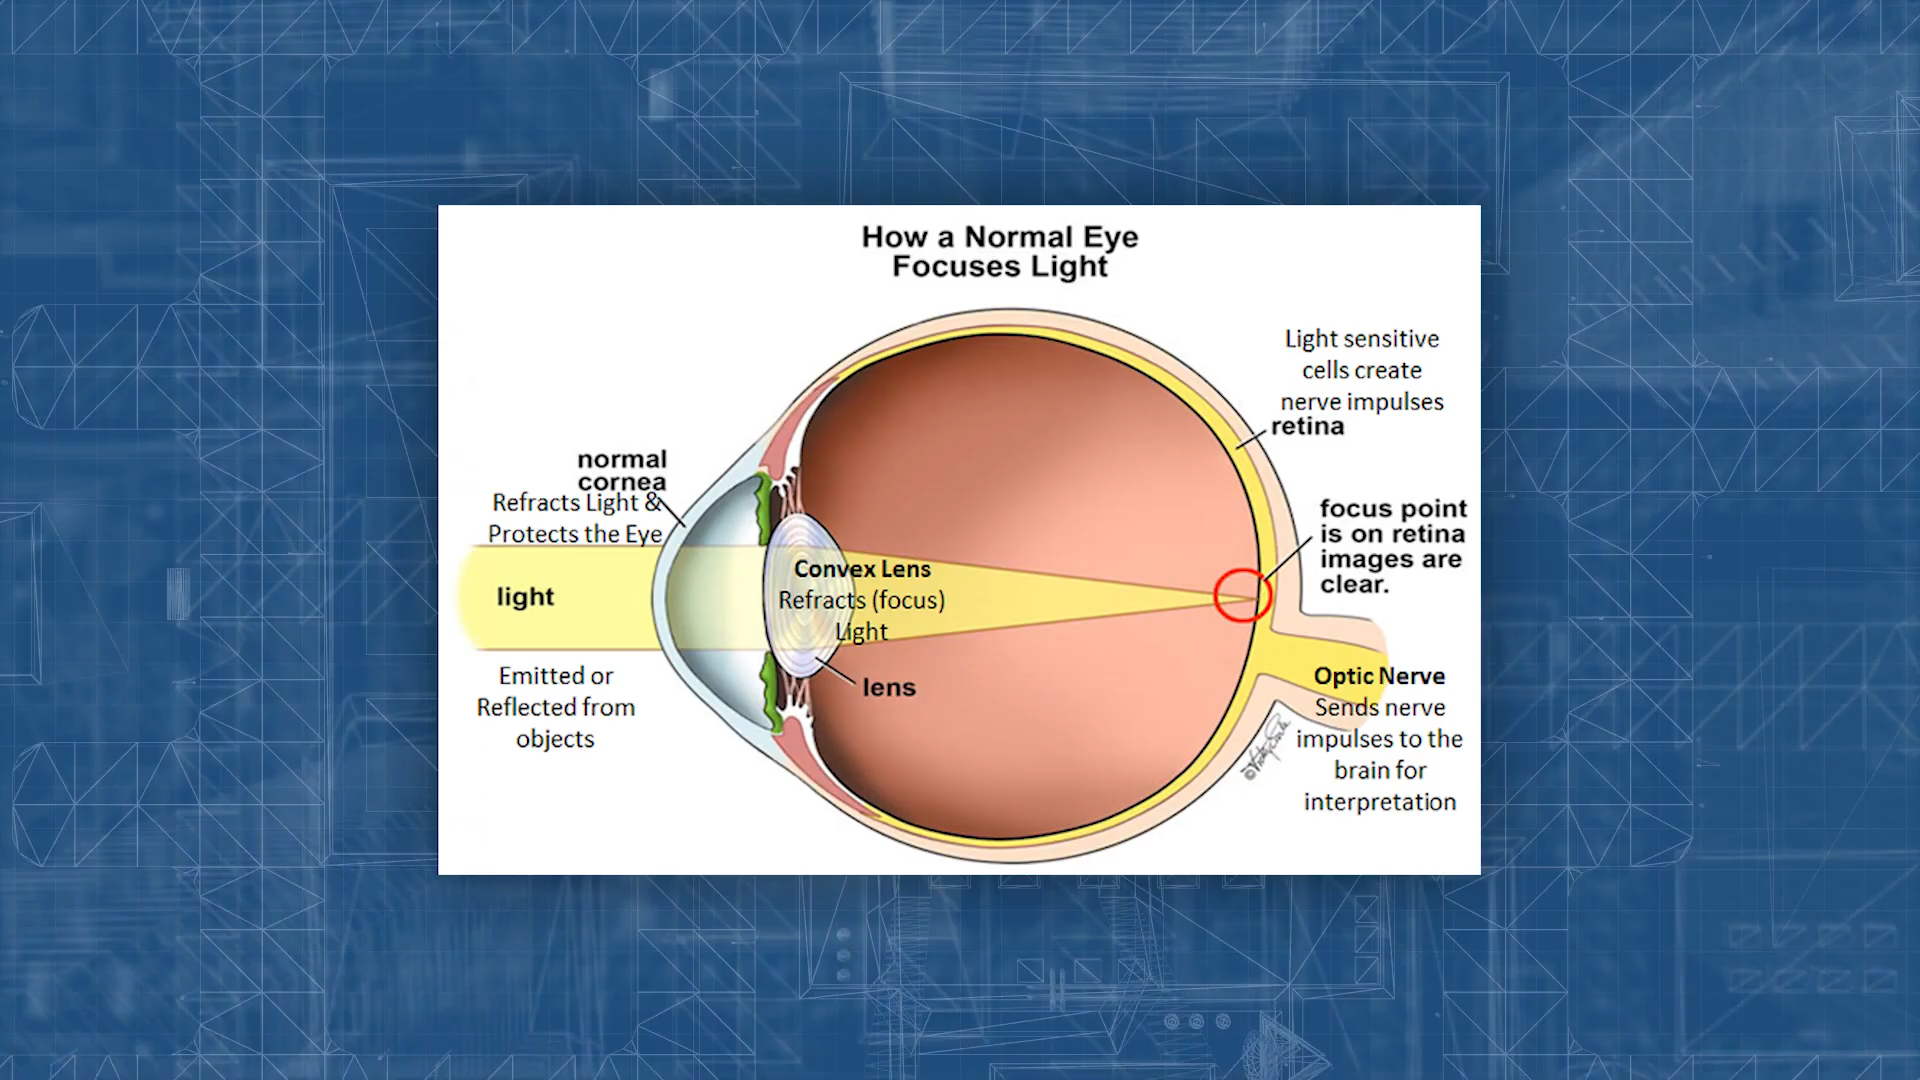 How a Normal Eye
Focuses Light
Light sensitive
cells create
nerve impulses
retina
normal
cornea
Refracts Light &
Protects the Eye
focus point
is on retina
images are
clear.
light
Convex Lens
Refracts (focus)
Light
lens
Emitted or
Reflected from
objects
Optic Nerve
Sends nerve
impulses to the
brain for
interpretation